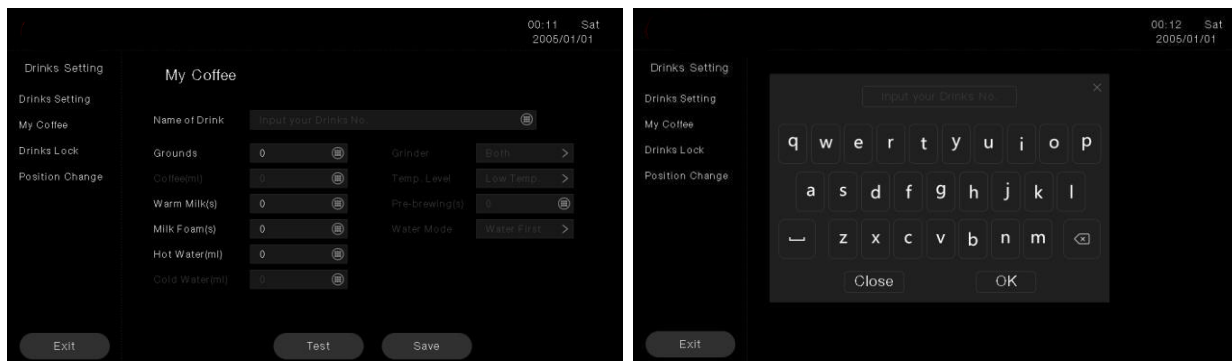 00:11 Sat
2005/01/01
Drinks Setting
Drinks Setting
My Coffee
Drinks Lock
Position Change
Exit
My Coffee
Name of Drink Input your Drinks No.
Grounds 0 Grinder Both >
Coffee(ml) 0 Temp. Level Low Temp. >
Warm Milk(s) 0 Pre-brewing(s) 0
Milk Foam(s) 0 Water Mode Water First >
Hot Water(ml) 0
Cold Water(ml) 0
Test Save
00:12 Sat
2005/01/01
Drinks Setting
Drinks Setting
My Coffee
Drinks Lock
Position Change
Exit
Input your Drinks No. ×
q w e r t y u i o p
a s d f g h j k l
z x c v b n m
Close OK